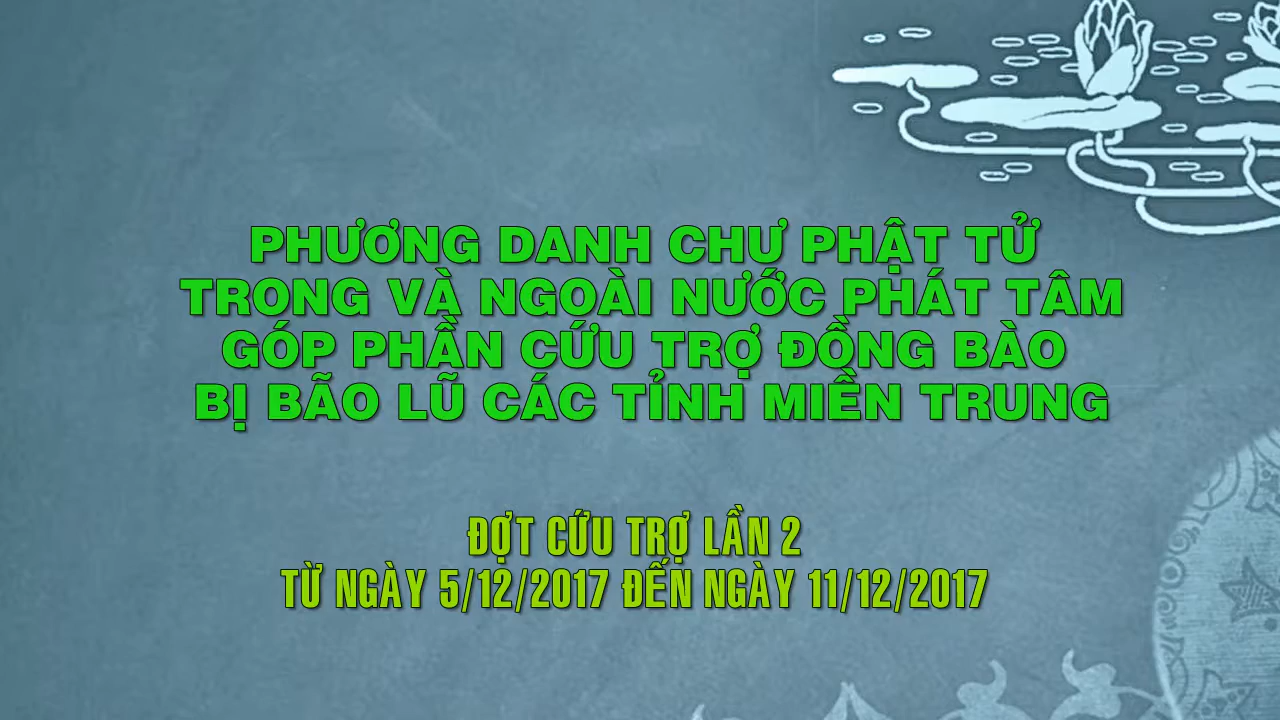 PHƯƠNG DANH CHƯ PHẬT TỬ
TRONG VÀ NGOÀI NƯỚC PHÁT TÂM
GÓP PHẦN CỨU TRỢ ĐỒNG BÀO
BỊ BÃO LŨ CÁC TỈNH MIỀN TRUNG
ĐỢT CỨU TRỢ LẦN 2
TỪ NGÀY 5/12/2017 ĐẾN NGÀY 11/12/2017